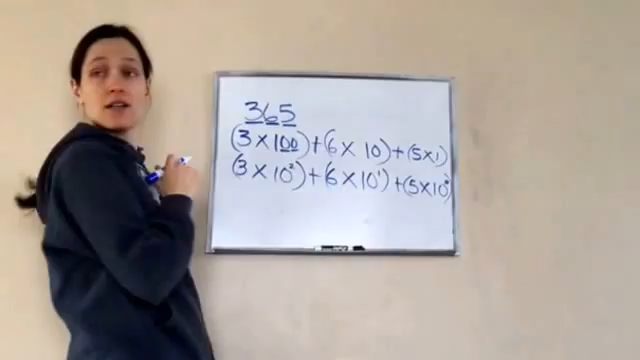 365
(3 × 100) + (6 × 10) + (5×1)
(3 × 10²) + (6 × 10¹) + (5×10⁰)